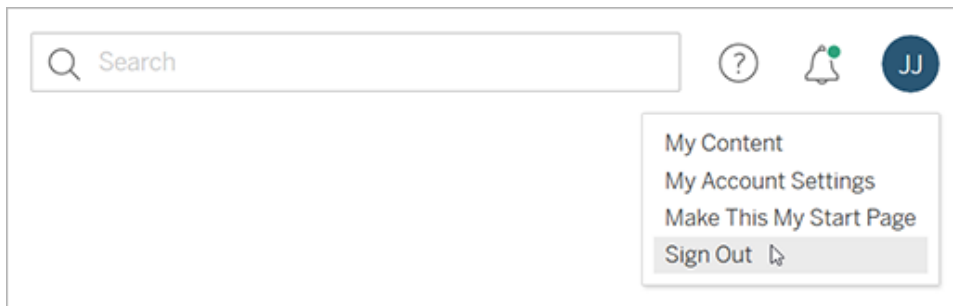 Search
?
JJ
My Content
My Account Settings
Make This My Start Page
Sign Out